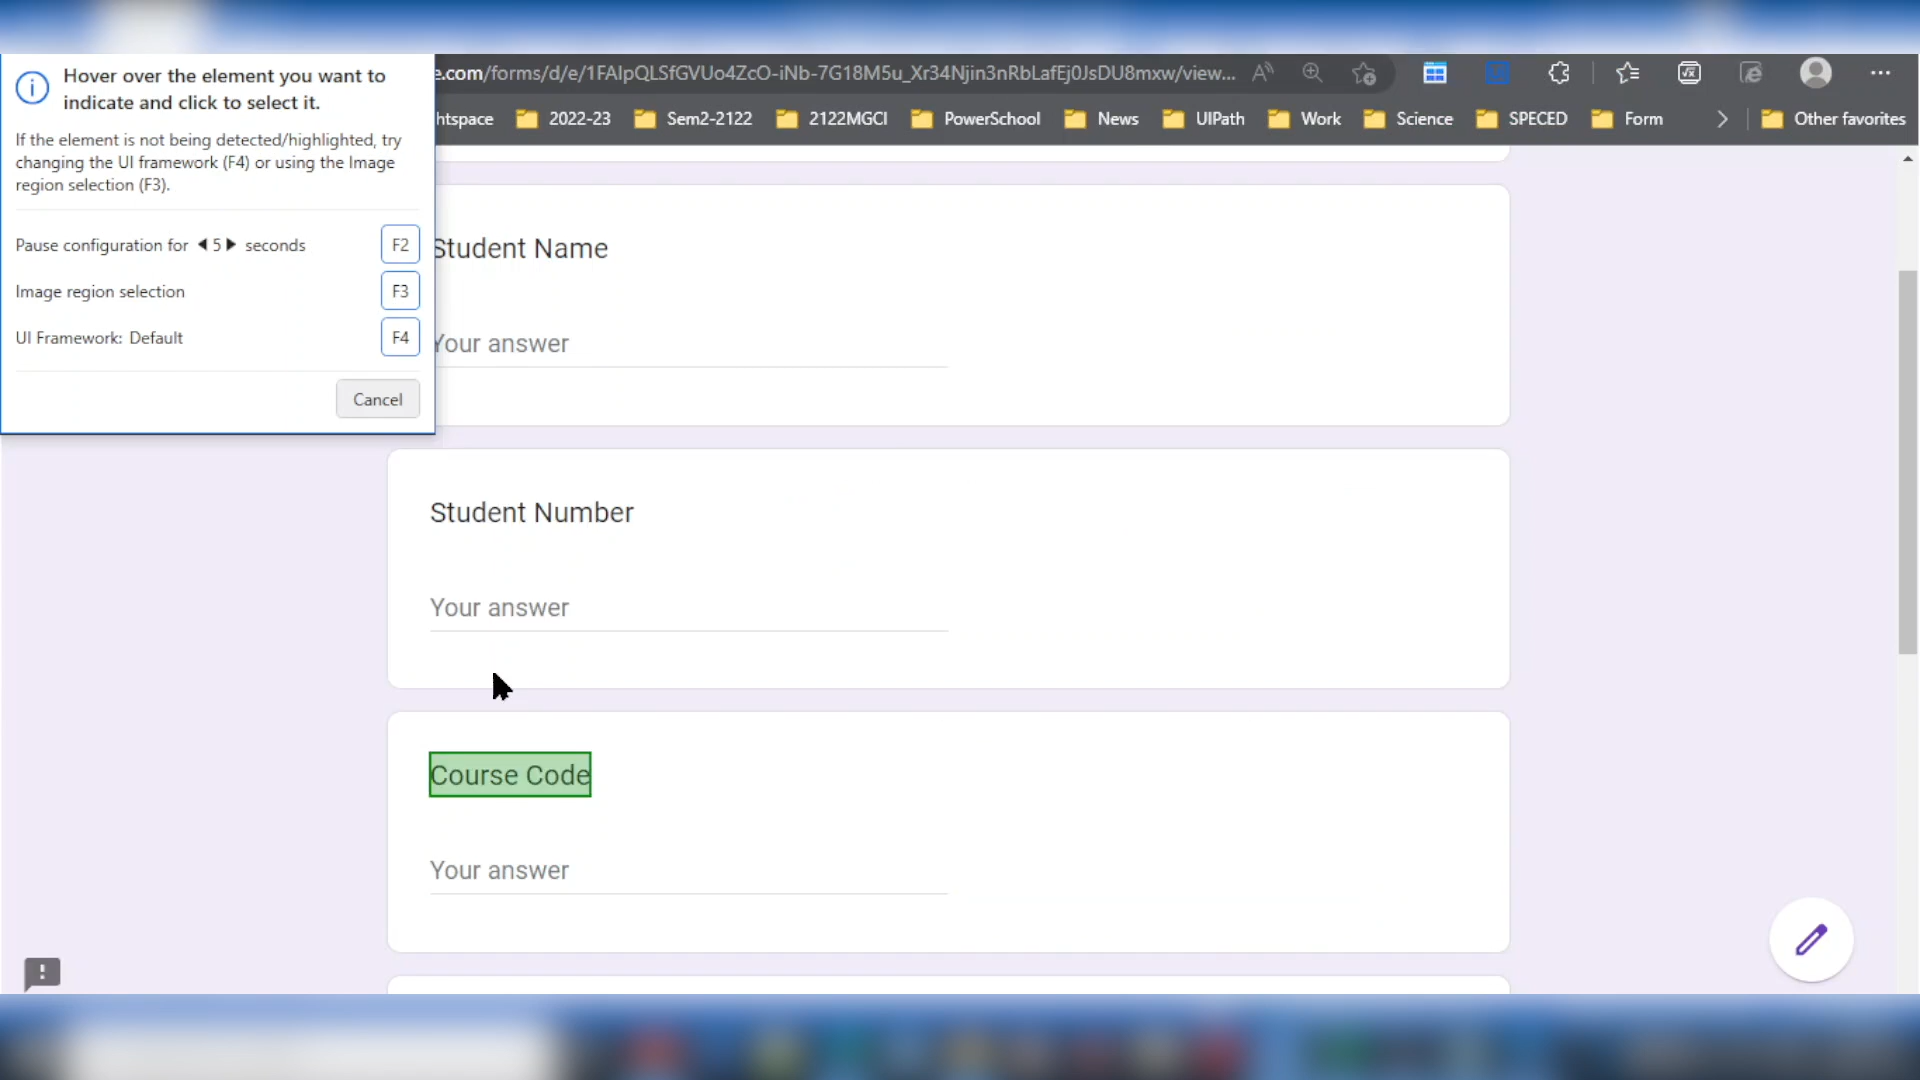 Hover over the element you want to
indicate and click to select it.
If the element is not being detected/highlighted, try
changing the UI framework (F4) or using the Image
region selection (F3).
Pause configuration for 5 seconds F2
Image region selection F3
UI Framework: Default F4
Cancel
e.com/forms/d/e/1FAIpQLSfGVUo4ZcO-iNb-7G18M5u_Xr34Njin3nRbLafEj0JsDU8mxw/view...
htspace 2022-23 Sem2-2122 2122MGCI PowerSchool News UIPath Work Science SPECED Form Other favorites
Student Name
Your answer
Student Number
Your answer
Course Code
Your answer